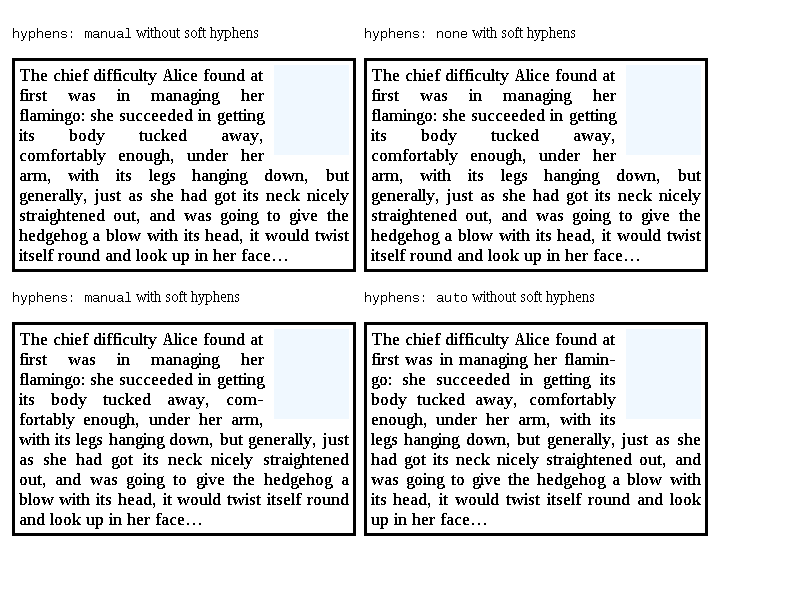 hyphens: manual without soft hyphens
The chief difficulty Alice found at
first was in managing her
flamingo: she succeeded in getting
its body tucked away,
comfortably enough, under her
arm, with its legs hanging down, but
generally, just as she had got its neck nicely
straightened out, and was going to give the
hedgehog a blow with its head, it would twist
itself round and look up in her face…
hyphens: none with soft hyphens
The chief difficulty Alice found at
first was in managing her
flamingo: she succeeded in getting
its body tucked away,
comfortably enough, under her
arm, with its legs hanging down, but
generally, just as she had got its neck nicely
straightened out, and was going to give the
hedgehog a blow with its head, it would twist
itself round and look up in her face…
hyphens: manual with soft hyphens
The chief difficulty Alice found at
first was in managing her
flamingo: she succeeded in getting
its body tucked away, com-
fortably enough, under her arm,
with its legs hanging down, but generally, just
as she had got its neck nicely straightened
out, and was going to give the hedgehog a
blow with its head, it would twist itself round
and look up in her face…
hyphens: auto without soft hyphens
The chief difficulty Alice found at
first was in managing her flamin-
go: she succeeded in getting its
body tucked away, comfortably
enough, under her arm, with its
legs hanging down, but generally, just as she
had got its neck nicely straightened out, and
was going to give the hedgehog a blow with
its head, it would twist itself round and look
up in her face…